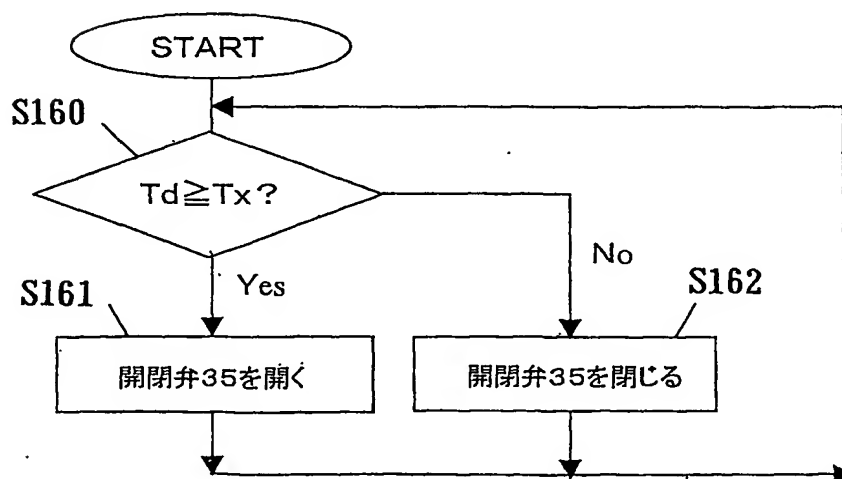 START
S160
Td≧Tx?
Yes
No
S161
S162
開閉弁35を開く
開閉弁35を閉じる